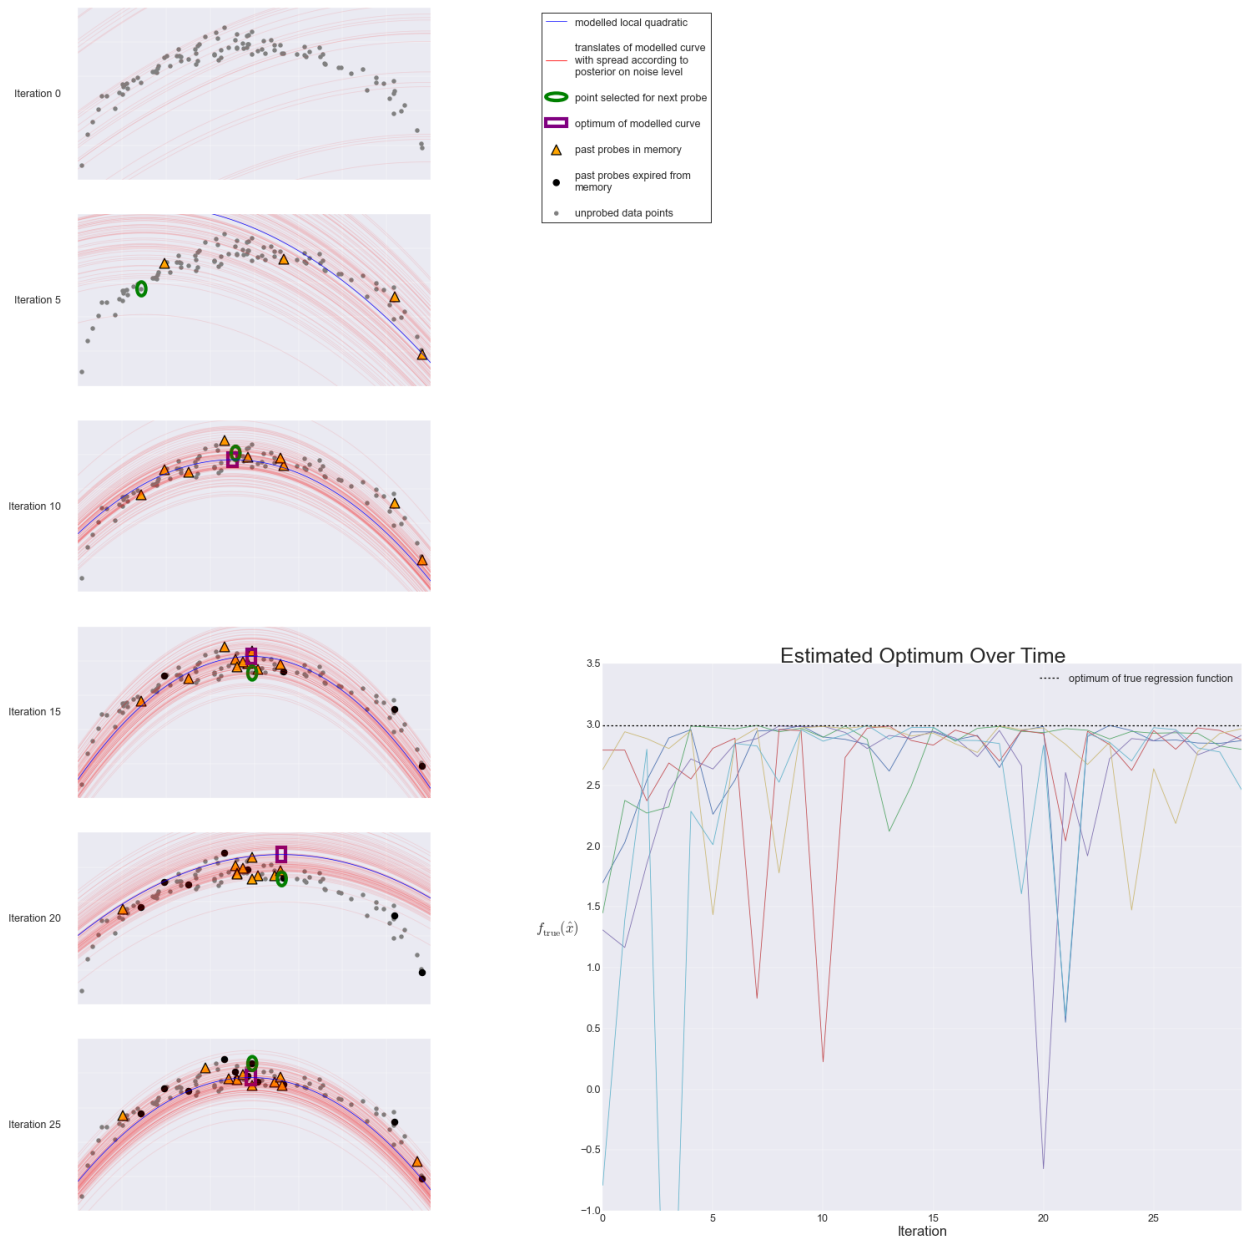 Iteration 0
Iteration 5
Iteration 10
Iteration 15
Iteration 20
Iteration 25
modelled local quadratic
translates of modelled curve
with spread according to
posterior on noise level
point selected for next probe
optimum of modelled curve
past probes in memory
past probes expired from
memory
unprobed data points
Estimated Optimum Over Time
optimum of true regression function
3.5
3.0
2.5
2.0
1.5
1.0
0.5
0.0
−0.5
−1.0
f_true(x̂)
0 5 10 15 20 25
Iteration